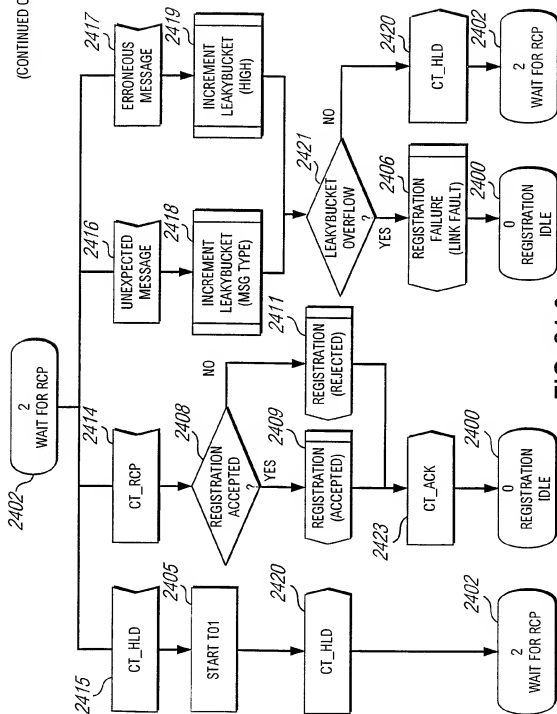 (CONTINUED O
2402
2
WAIT FOR RCP
2415
CT_HLD
2414
CT_RCP
2416
UNEXPECTED
MESSAGE
2417
ERRONEOUS
MESSAGE
2405
START T01
2408
REGISTRATION
ACCEPTED
?
YES
NO
2418
INCREMENT
LEAKYBUCKET
(MSG TYPE)
2419
INCREMENT
LEAKYBUCKET
(HIGH)
2420
CT_HLD
2409
REGISTRATION
(ACCEPTED)
2411
REGISTRATION
(REJECTED)
2421
LEAKYBUCKET
OVERFLOW
?
YES
NO
2423
CT_ACK
2406
REGISTRATION
FAILURE
(LINK FAULT)
2420
CT_HLD
2402
2
WAIT FOR RCP
2400
0
REGISTRATION
IDLE
2400
0
REGISTRATION
IDLE
2402
2
WAIT FOR RCP